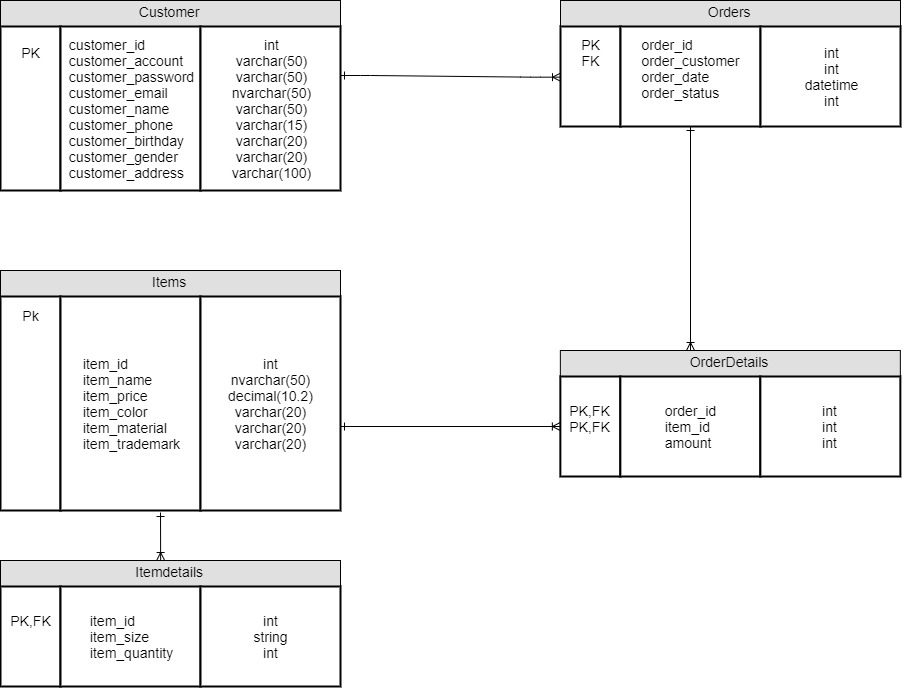 Customer
PK customer_id int
customer_account varchar(50)
customer_password varchar(50)
customer_email nvarchar(50)
customer_name varchar(50)
customer_phone varchar(15)
customer_birthday varchar(20)
customer_gender varchar(20)
customer_address varchar(100)
Orders
PK order_id int
FK order_customer int
order_date datetime
order_status int
Items
Pk
item_id int
item_name nvarchar(50)
item_price decimal(10.2)
item_color varchar(20)
item_material varchar(20)
item_trademark varchar(20)
OrderDetails
PK,FK order_id int
PK,FK item_id int
amount int
Itemdetails
PK,FK item_id int
item_size string
item_quantity int